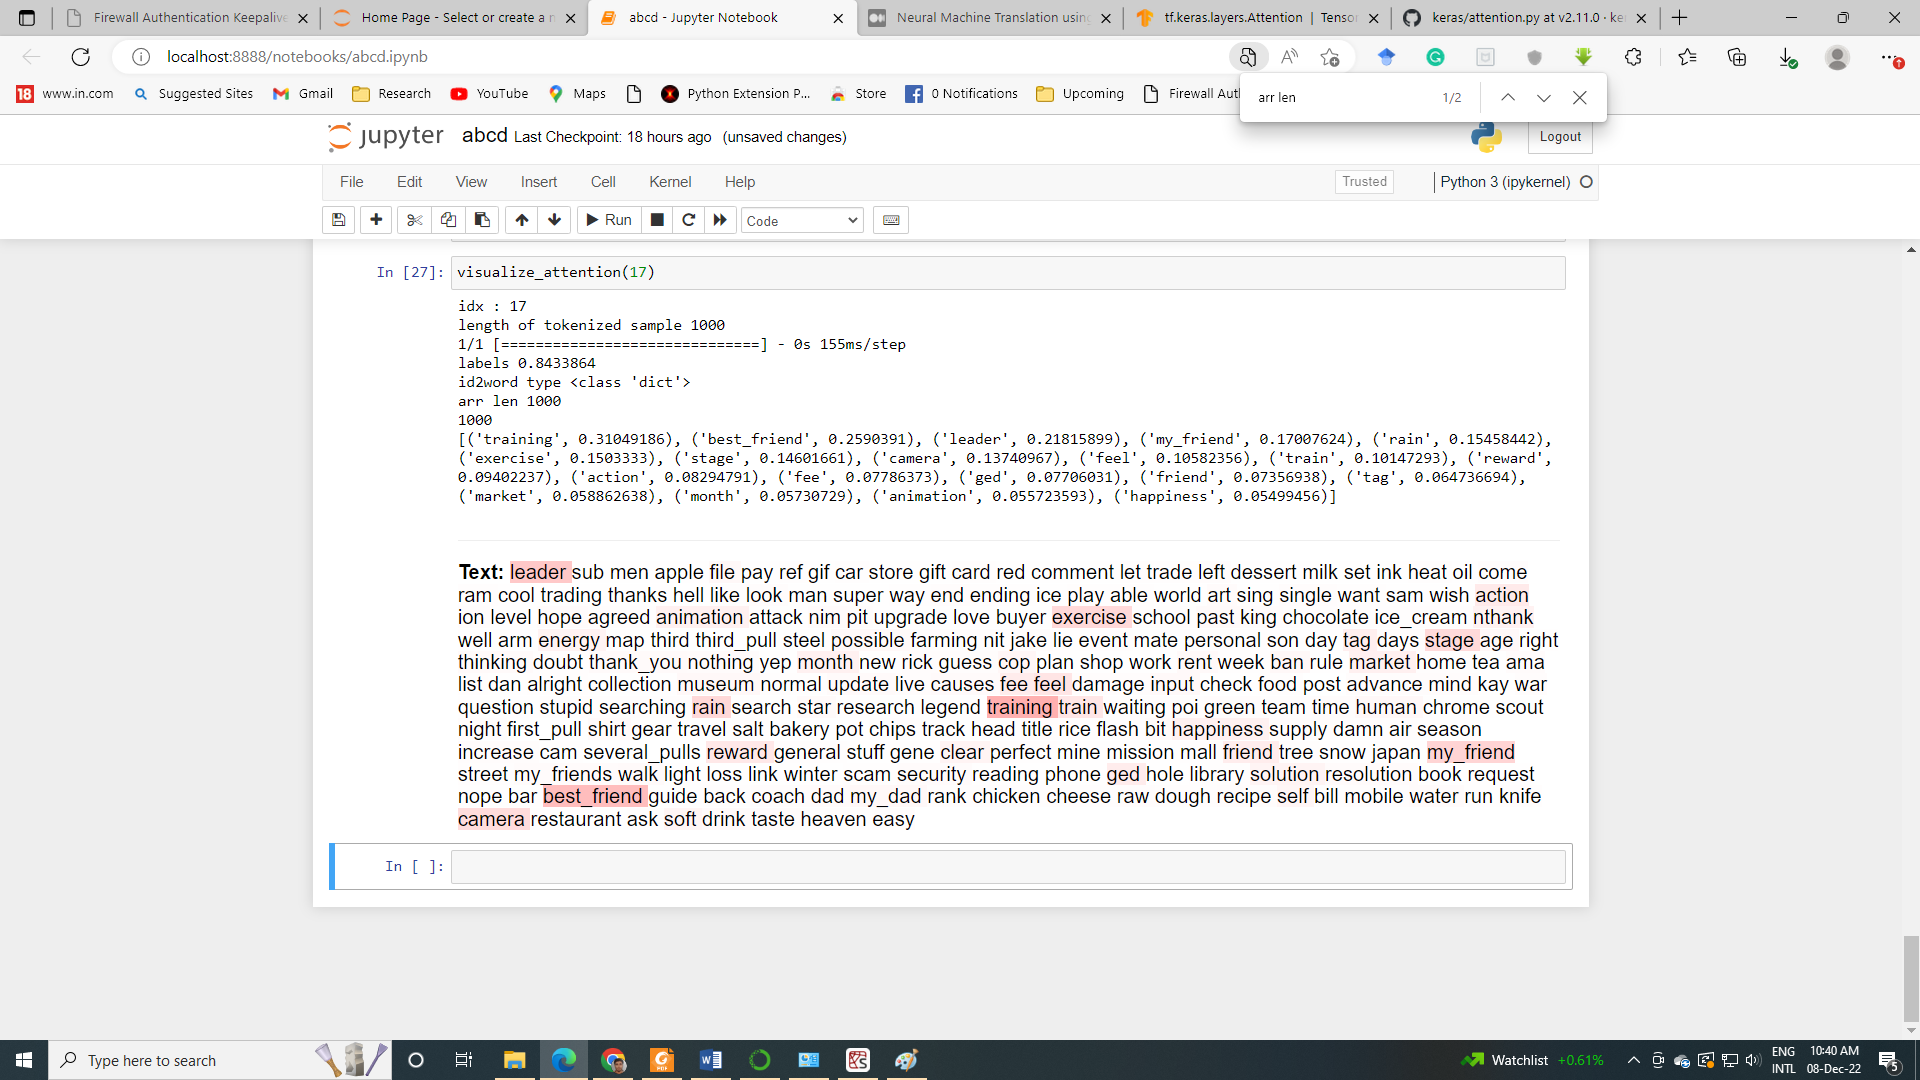 Firewall Authentication Keepalive
Home Page - Select or create a n
abcd - Jupyter Notebook
Neural Machine Translation using
tf.keras.layers.Attention | Tensor
keras/attention.py at v2.11.0 · ke
localhost:8888/notebooks/abcd.ipynb
18 www.in.com
Suggested Sites
Gmail
Research
YouTube
Maps
Python Extension P...
Store
0 Notifications
Upcoming
Firewall Aut
arr len
1/2
jupyter abcd Last Checkpoint: 18 hours ago (unsaved changes)
Logout
File Edit View Insert Cell Kernel Help
Trusted
Python 3 (ipykernel)
Run
Code
In [27]: visualize_attention(17)
idx : 17
length of tokenized sample 1000
1/1 [==============================] - 0s 155ms/step
labels 0.8433864
id2word type <class 'dict'>
arr len 1000
1000
[('training', 0.31049186), ('best_friend', 0.2590391), ('leader', 0.21815899), ('my_friend', 0.17007624), ('rain', 0.15458442),
('exercise', 0.1503333), ('stage', 0.14601661), ('camera', 0.13740967), ('feel', 0.10582356), ('train', 0.10147293), ('reward',
0.09402237), ('action', 0.08294791), ('fee', 0.07786373), ('ged', 0.07706031), ('friend', 0.07356938), ('tag', 0.064736694),
('market', 0.058862638), ('month', 0.05730729), ('animation', 0.055723593), ('happiness', 0.05499456)]
Text: leader sub men apple file pay ref gif car store gift card red comment let trade left dessert milk set ink heat oil come
ram cool trading thanks hell like look man super way end ending ice play able world art sing single want sam wish action
ion level hope agreed animation attack nim pit upgrade love buyer exercise school past king chocolate ice_cream nthank
well arm energy map third third_pull steel possible farming nit jake lie event mate personal son day tag days stage age right
thinking doubt thank_you nothing yep month new rick guess cop plan shop work rent week ban rule market home tea ama
list dan alright collection museum normal update live causes fee feel damage input check food post advance mind kay war
question stupid searching rain search star research legend training train waiting poi green team time human chrome scout
night first_pull shirt gear travel salt bakery pot chips track head title rice flash bit happiness supply damn air season
increase cam several_pulls reward general stuff gene clear perfect mine mission mall friend tree snow japan my_friend
street my_friends walk light loss link winter scam security reading phone ged hole library solution resolution book request
nope bar best_friend guide back coach dad my_dad rank chicken cheese raw dough recipe self bill mobile water run knife
camera restaurant ask soft drink taste heaven easy
In [ ]:
Type here to search
Watchlist +0.61%
ENG
INTL
10:40 AM
08-Dec-22
5